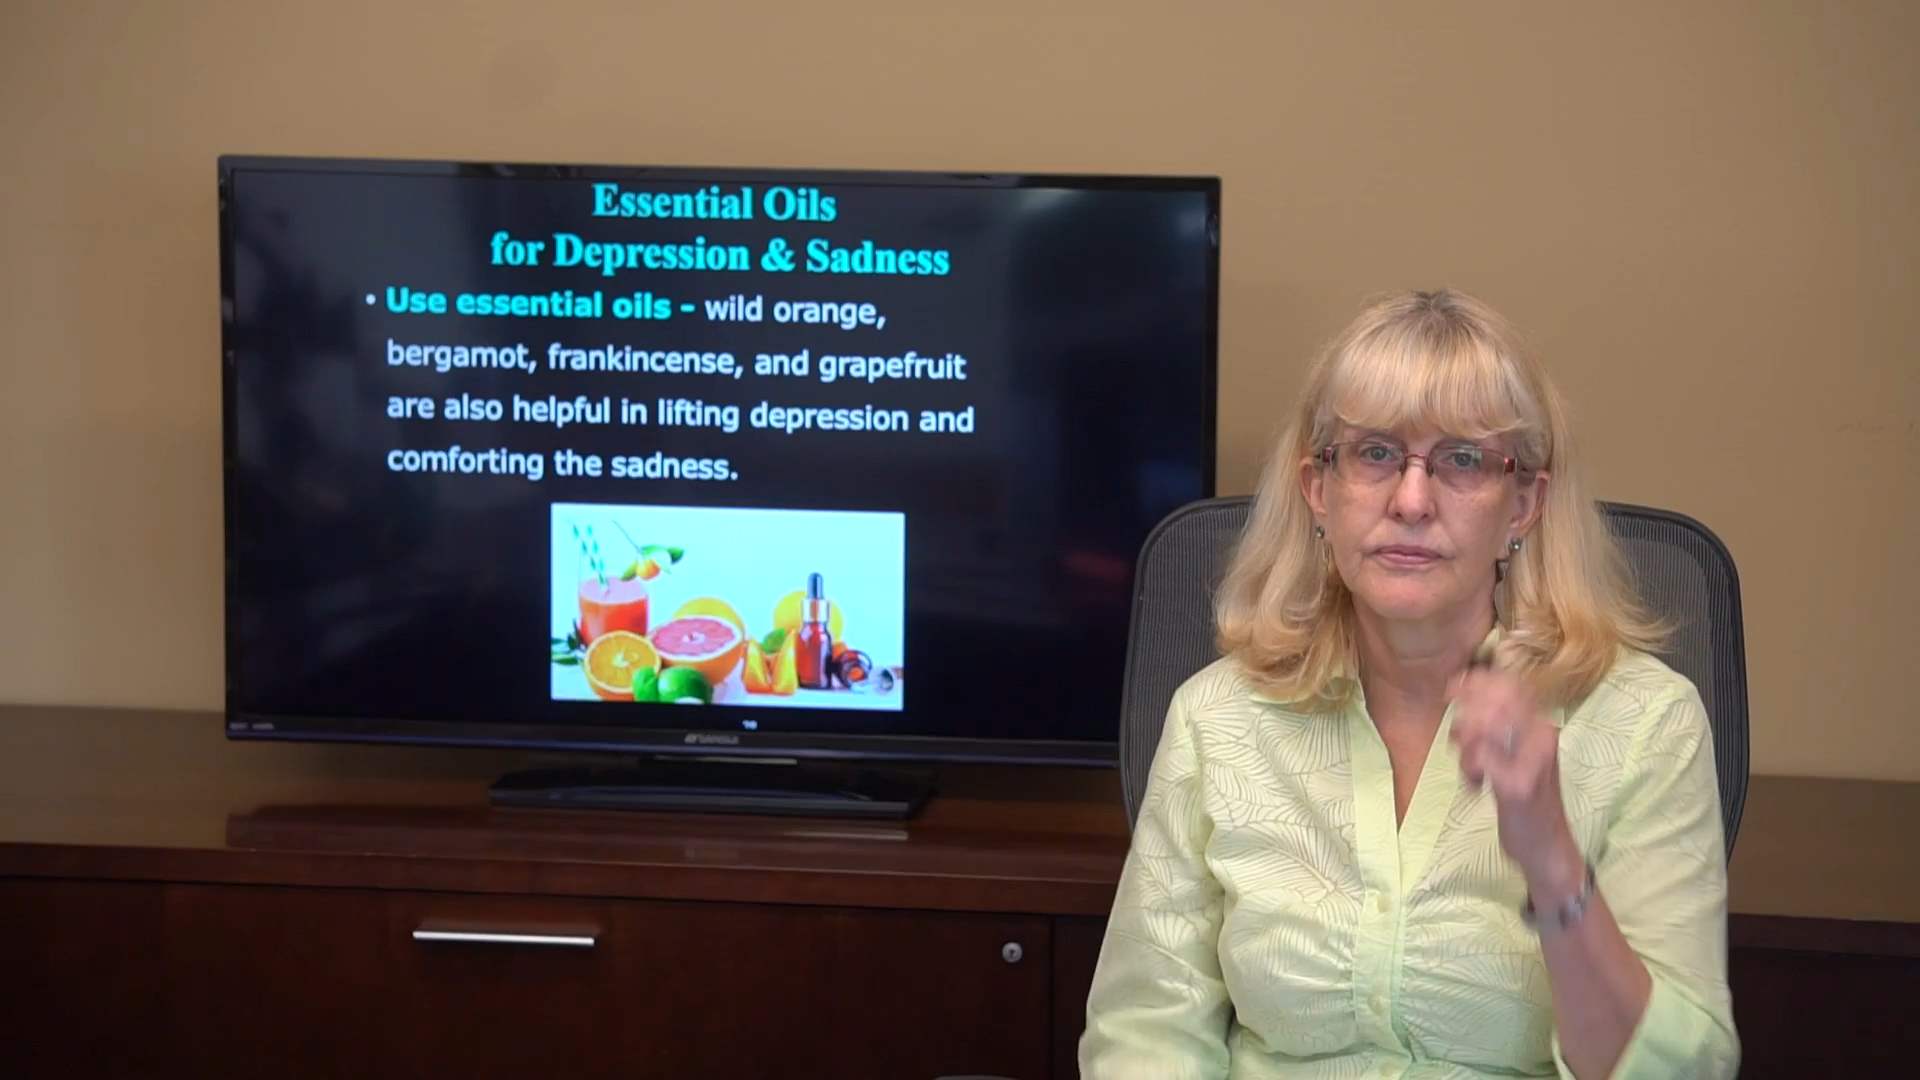 Essential Oils
for Depression & Sadness
• Use essential oils - wild orange,
bergamot, frankincense, and grapefruit
are also helpful in lifting depression and
comforting the sadness.
SANSUI